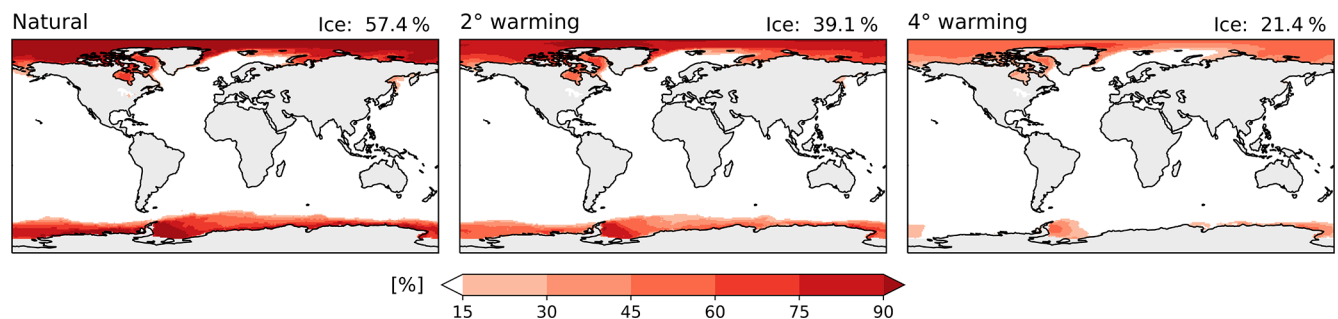 Natural Ice: 57.4 % 2° warming Ice: 39.1 % 4° warming Ice: 21.4 %
[%]
15 30 45 60 75 90